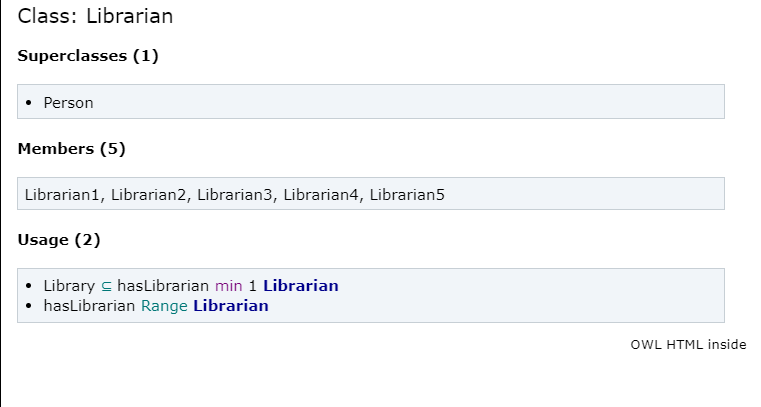 Class: Librarian
Superclasses (1)
• Person
Members (5)
Librarian1, Librarian2, Librarian3, Librarian4, Librarian5
Usage (2)
• Library ⊆ hasLibrarian min 1 Librarian
• hasLibrarian Range Librarian
OWL HTML inside